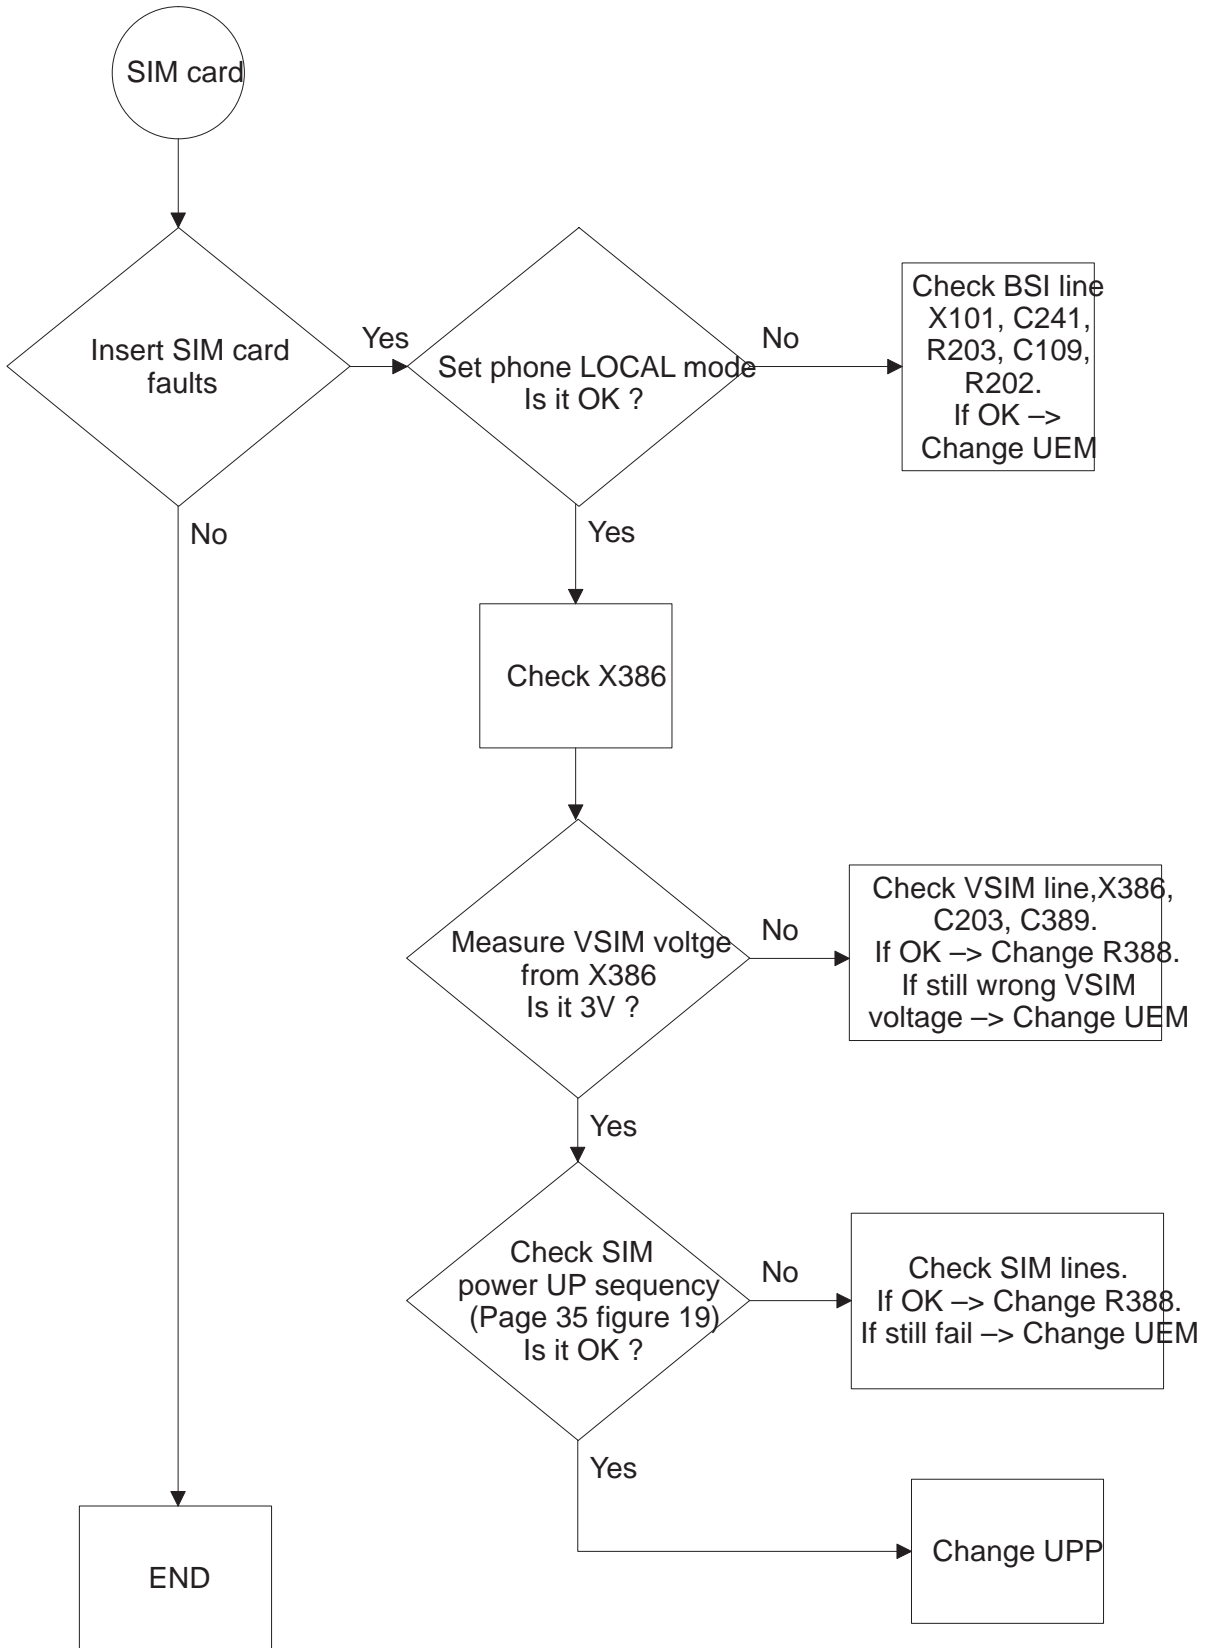 SIM card
Insert SIM card
faults
Yes
No
Set phone LOCAL mode
Is it OK ?
No
Check BSI line
X101, C241,
R203, C109,
R202.
If OK –>
Change UEM
Yes
Check X386
Measure VSIM voltge
from X386
Is it 3V ?
No
Check VSIM line,X386,
C203, C389.
If OK –> Change R388.
If still wrong VSIM
voltage –> Change UEM
Yes
Check SIM
power UP sequency
(Page 35 figure 19)
Is it OK ?
No
Check SIM lines.
If OK –> Change R388.
If still fail –> Change UEM
Yes
Change UPP
END